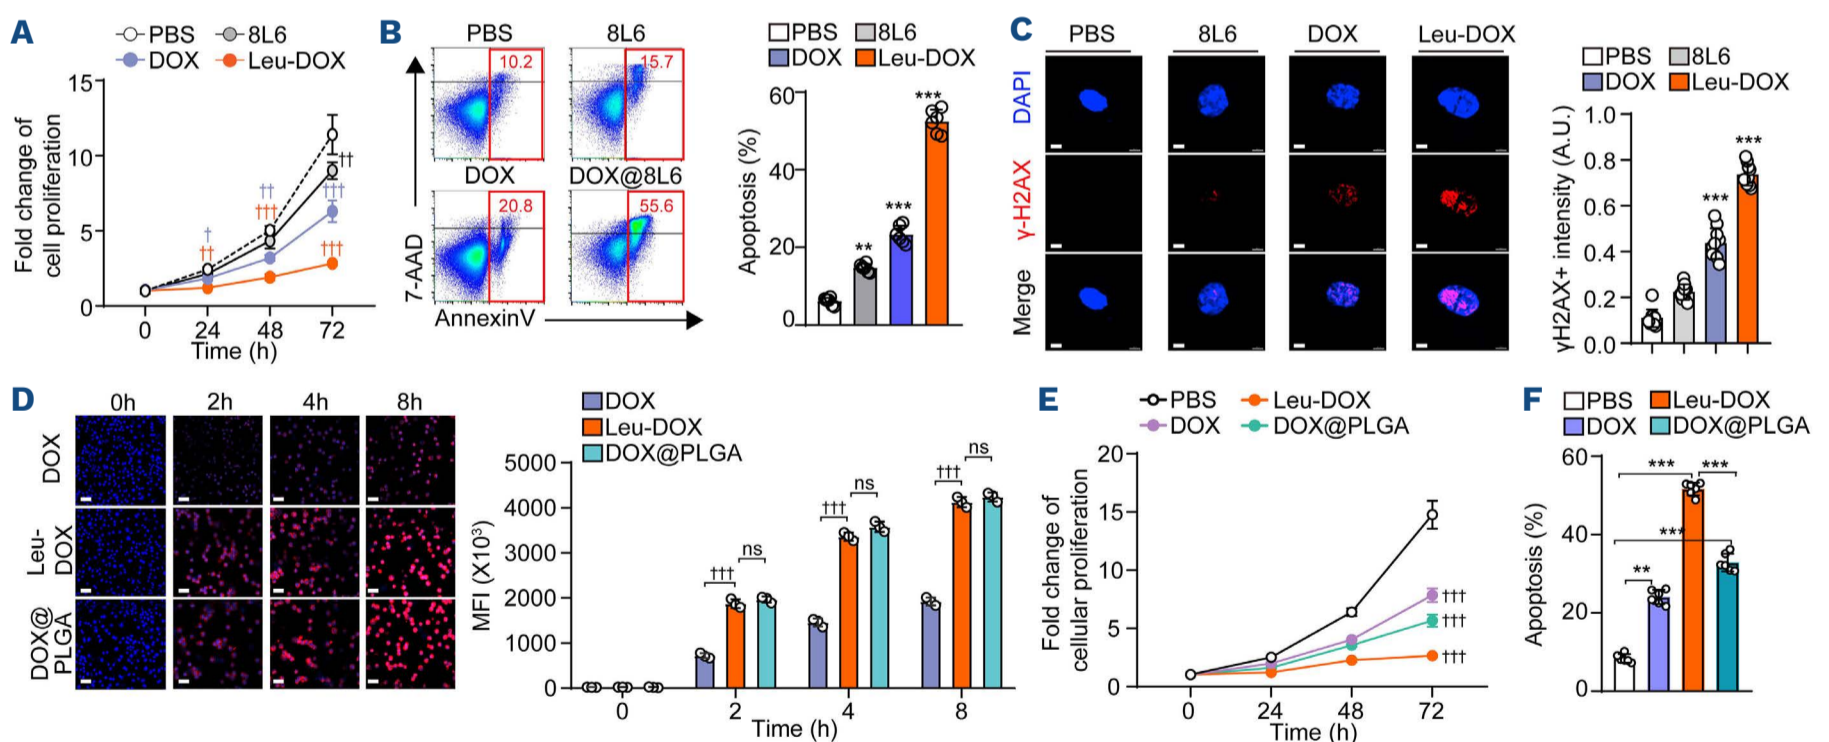 A
PBS 8L6
DOX Leu-DOX
Fold change of
cell proliferation
15
10
5
0
††
††
†††
†††
†
††
†††
0 24 48 72
Time (h)
B
PBS 8L6
10.2 15.7
DOX DOX@8L6
20.8 55.6
7-AAD
AnnexinV
PBS 8L6
DOX Leu-DOX
Apoptosis (%)
60
40
20
0
**
***
***
C
PBS 8L6 DOX Leu-DOX
DAPI
γ-H2AX
Merge
PBS 8L6
DOX Leu-DOX
γH2AX+ intensity (A.U.)
1.0
0.8
0.6
0.4
0.2
0.0
***
***
D
0h 2h 4h 8h
DOX
Leu-
DOX
DOX@
PLGA
DOX
Leu-DOX
DOX@PLGA
MFI (X10³)
5000
4000
3000
2000
1000
0
††† ns
††† ns
††† ns
0 2 4 8
Time (h)
E
PBS Leu-DOX
DOX DOX@PLGA
Fold change of
cellular proliferation
20
15
10
5
0
†††
†††
†††
0 24 48 72
Time (h)
F
PBS Leu-DOX
DOX DOX@PLGA
Apoptosis (%)
60
40
20
0
*** ***
***
**